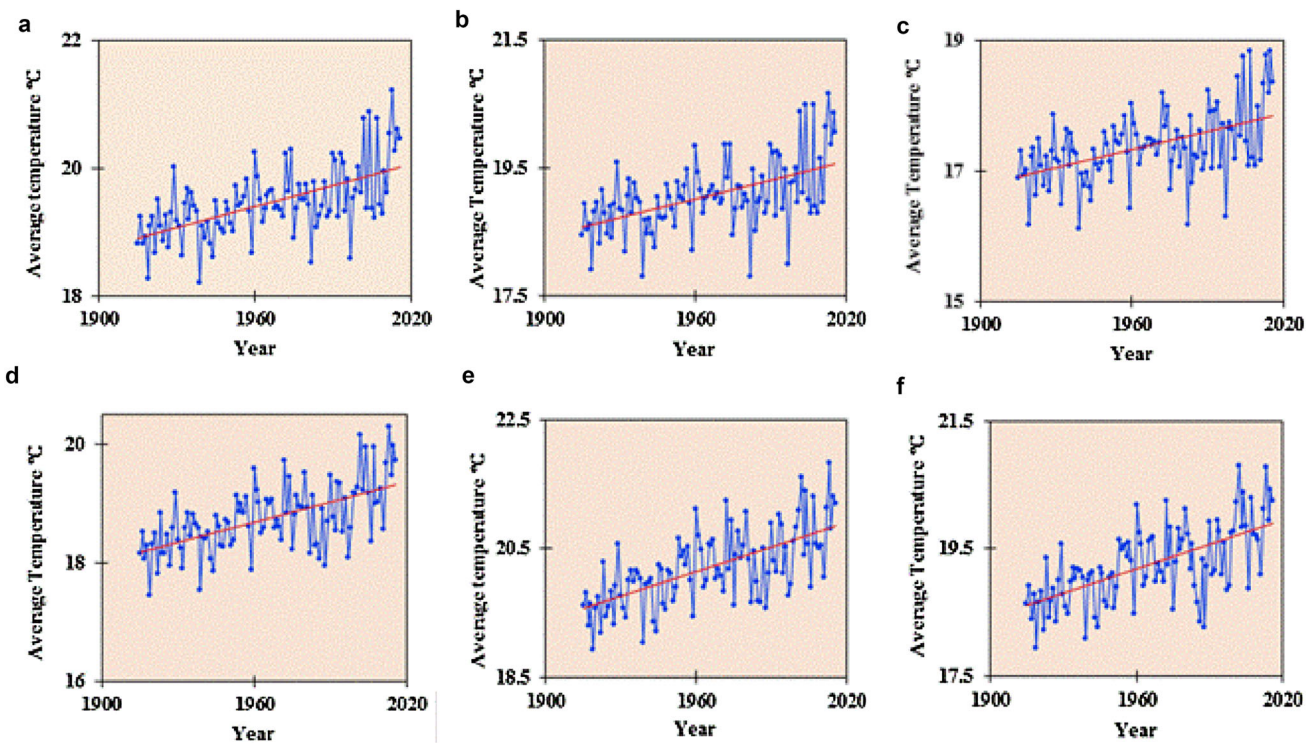 a
22
20
18
1900
1960
2020
Average temperature °C
Year
b
21.5
19.5
17.5
1900
1960
2020
Average Temperature °C
Year
c
19
17
15
1900
1960
2020
Average Temperature °C
Year
d
20
18
16
1900
1960
2020
Average Temperature °C
Year
e
22.5
20.5
18.5
1900
1960
2020
Average temperature °C
Year
f
21.5
19.5
17.5
1900
1960
2020
Average Temperature °C
Year